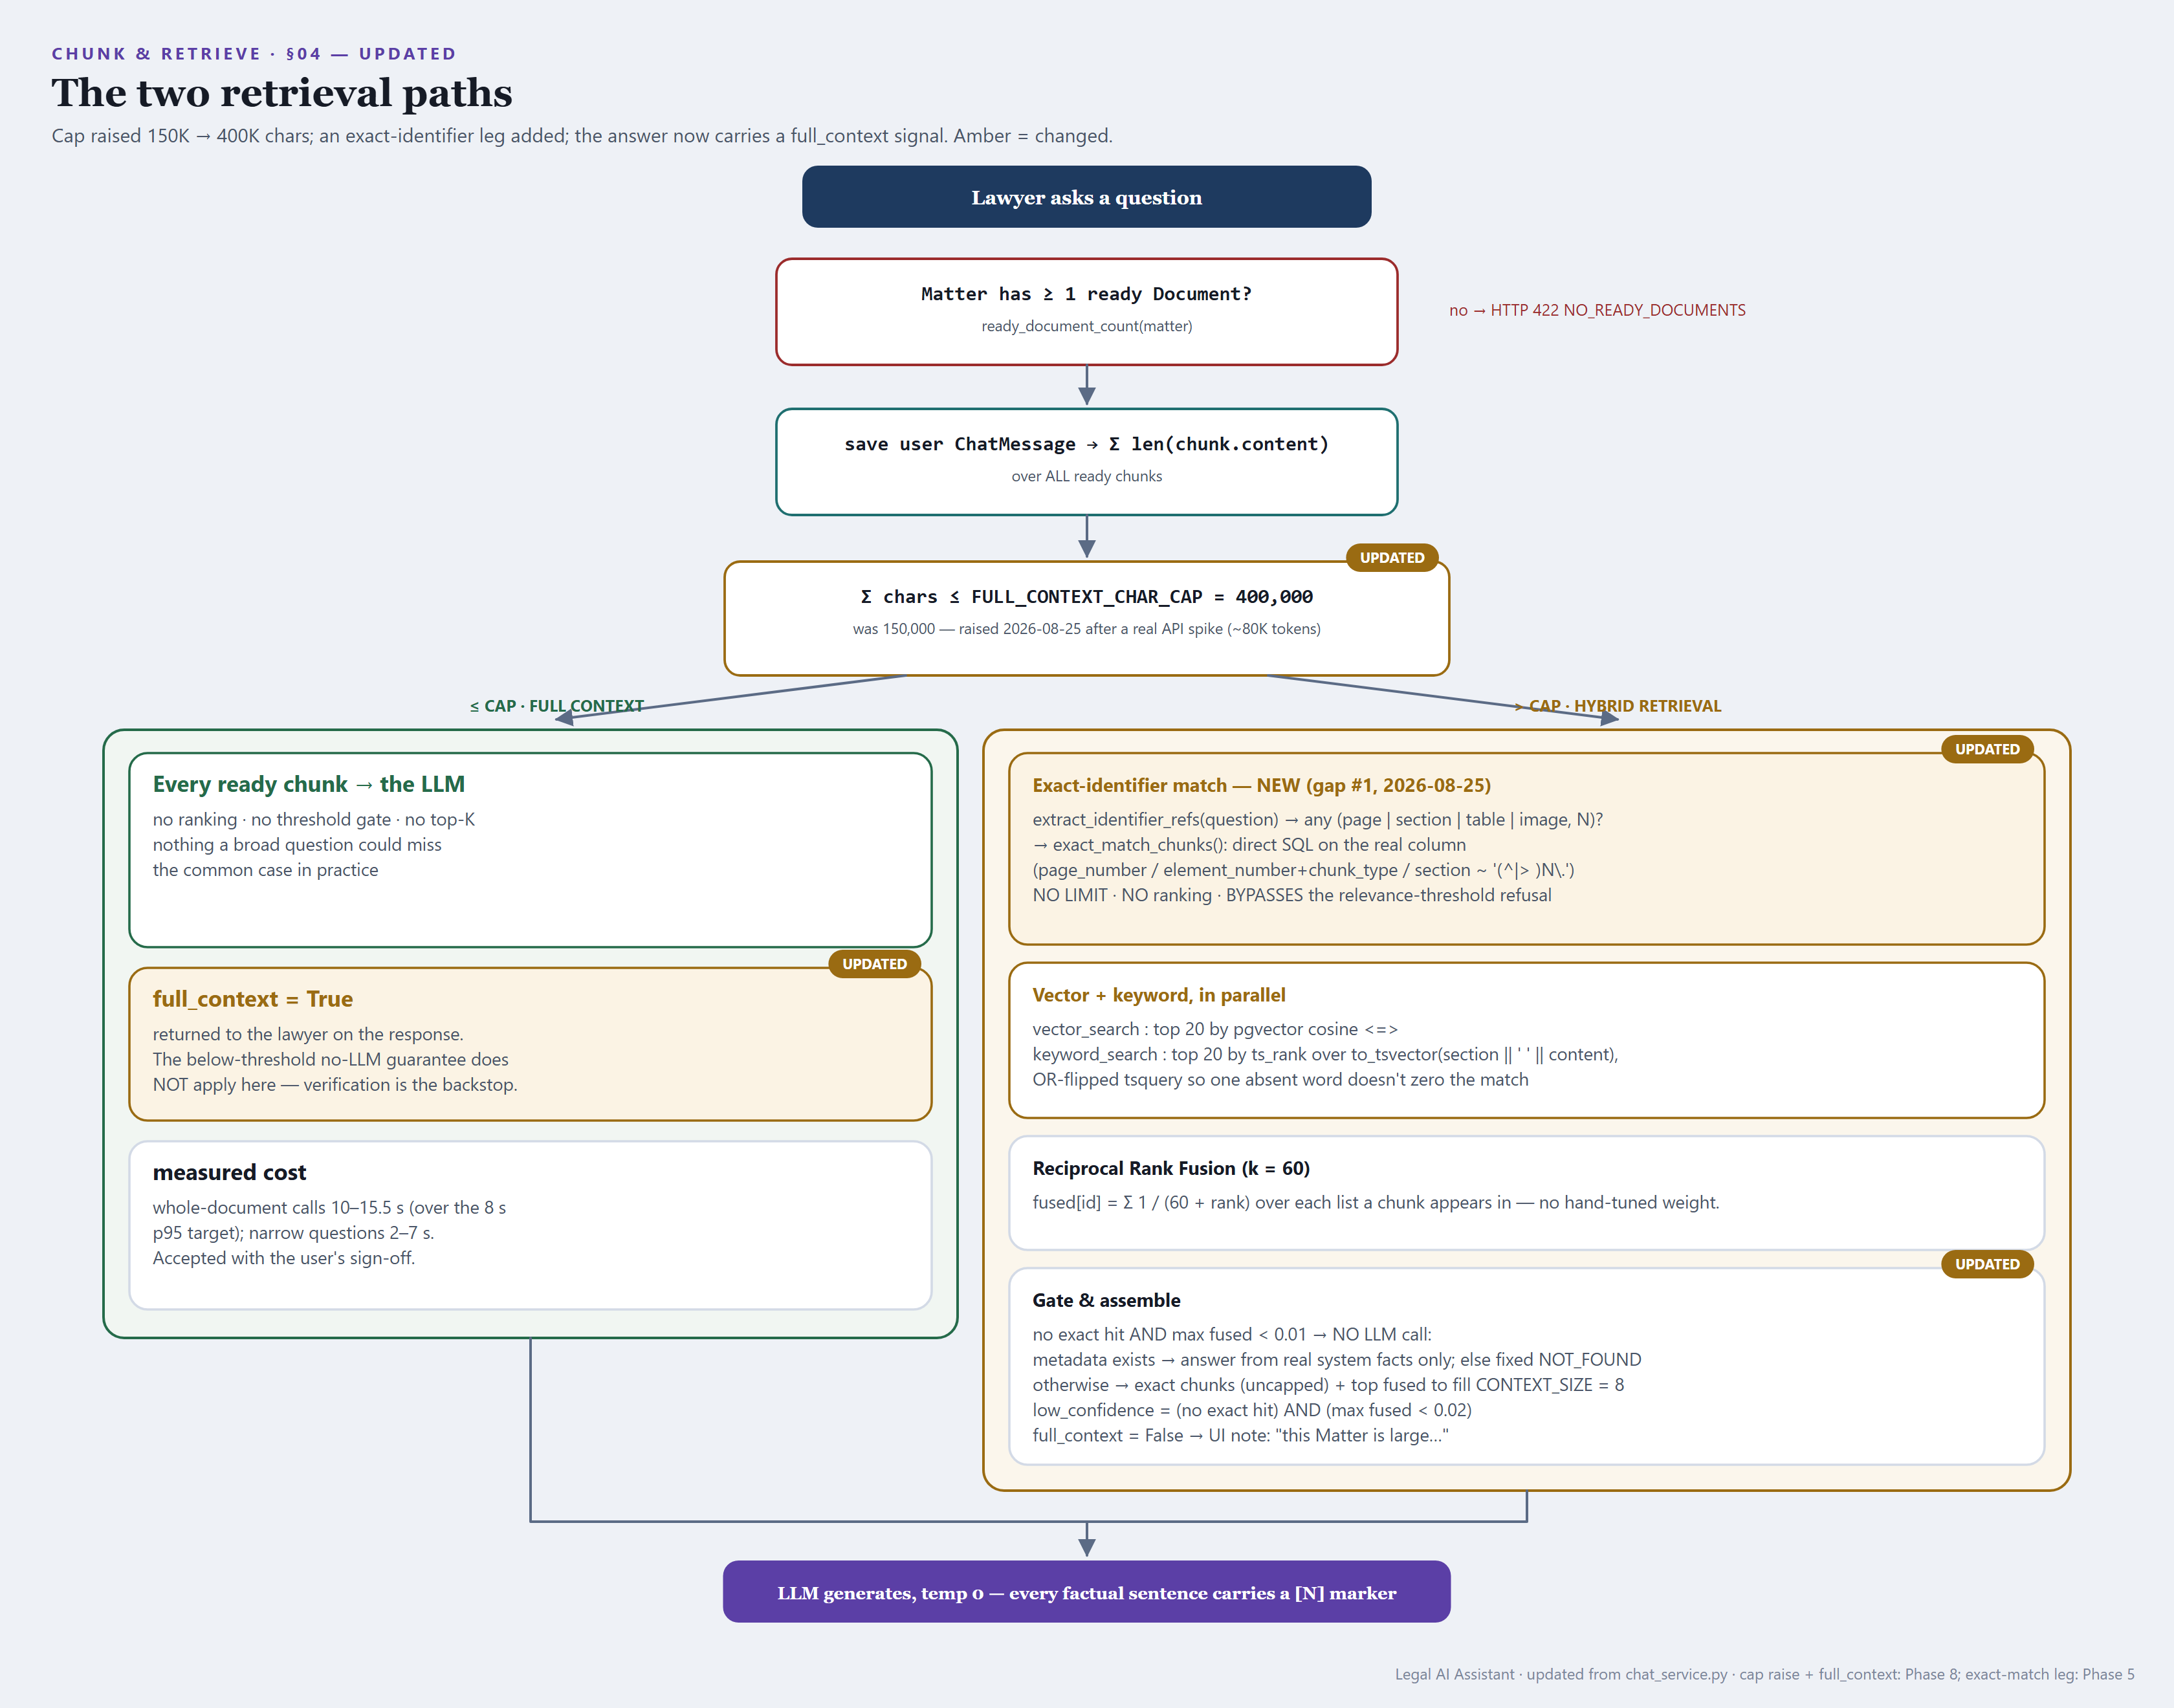 CHUNK & RETRIEVE · §04 — UPDATED
The two retrieval paths
Cap raised 150K → 400K chars; an exact-identifier leg added; the answer now carries a full_context signal. Amber = changed.
Lawyer asks a question
Matter has ≥ 1 ready Document?
ready_document_count(matter)
no → HTTP 422 NO_READY_DOCUMENTS
save user ChatMessage → Σ len(chunk.content)
over ALL ready chunks
UPDATED
Σ chars ≤ FULL_CONTEXT_CHAR_CAP = 400,000
was 150,000 — raised 2026-08-25 after a real API spike (~80K tokens)
≤ CAP · FULL CONTEXT
Every ready chunk → the LLM
no ranking · no threshold gate · no top-K
nothing a broad question could miss
the common case in practice
UPDATED
full_context = True
returned to the lawyer on the response.
The below-threshold no-LLM guarantee does
NOT apply here — verification is the backstop.
measured cost
whole-document calls 10–15.5 s (over the 8 s
p95 target); narrow questions 2–7 s.
Accepted with the user's sign-off.
> CAP · HYBRID RETRIEVAL
UPDATED
Exact-identifier match — NEW (gap #1, 2026-08-25)
extract_identifier_refs(question) → any (page | section | table | image, N)?
→ exact_match_chunks(): direct SQL on the real column
(page_number / element_number+chunk_type / section ~ '(^|> )N\.')
NO LIMIT · NO ranking · BYPASSES the relevance-threshold refusal
Vector + keyword, in parallel
vector_search : top 20 by pgvector cosine <=>
keyword_search : top 20 by ts_rank over to_tsvector(section || ' ' || content),
OR-flipped tsquery so one absent word doesn't zero the match
Reciprocal Rank Fusion (k = 60)
fused[id] = Σ 1 / (60 + rank) over each list a chunk appears in — no hand-tuned weight.
UPDATED
Gate & assemble
no exact hit AND max fused < 0.01 → NO LLM call:
metadata exists → answer from real system facts only; else fixed NOT_FOUND
otherwise → exact chunks (uncapped) + top fused to fill CONTEXT_SIZE = 8
low_confidence = (no exact hit) AND (max fused < 0.02)
full_context = False → UI note: "this Matter is large…"
LLM generates, temp 0 — every factual sentence carries a [N] marker
Legal AI Assistant · updated from chat_service.py · cap raise + full_context: Phase 8; exact-match leg: Phase 5